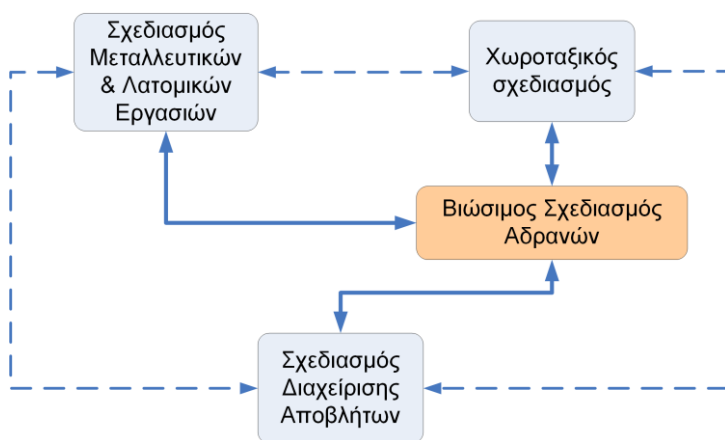 Σχεδιασμός
Μεταλλευτικών
& Λατομικών
Εργασιών
Χωροταξικός
σχεδιασμός
Βιώσιμος Σχεδιασμός
Αδρανών
Σχεδιασμός
Διαχείρισης
Αποβλήτων